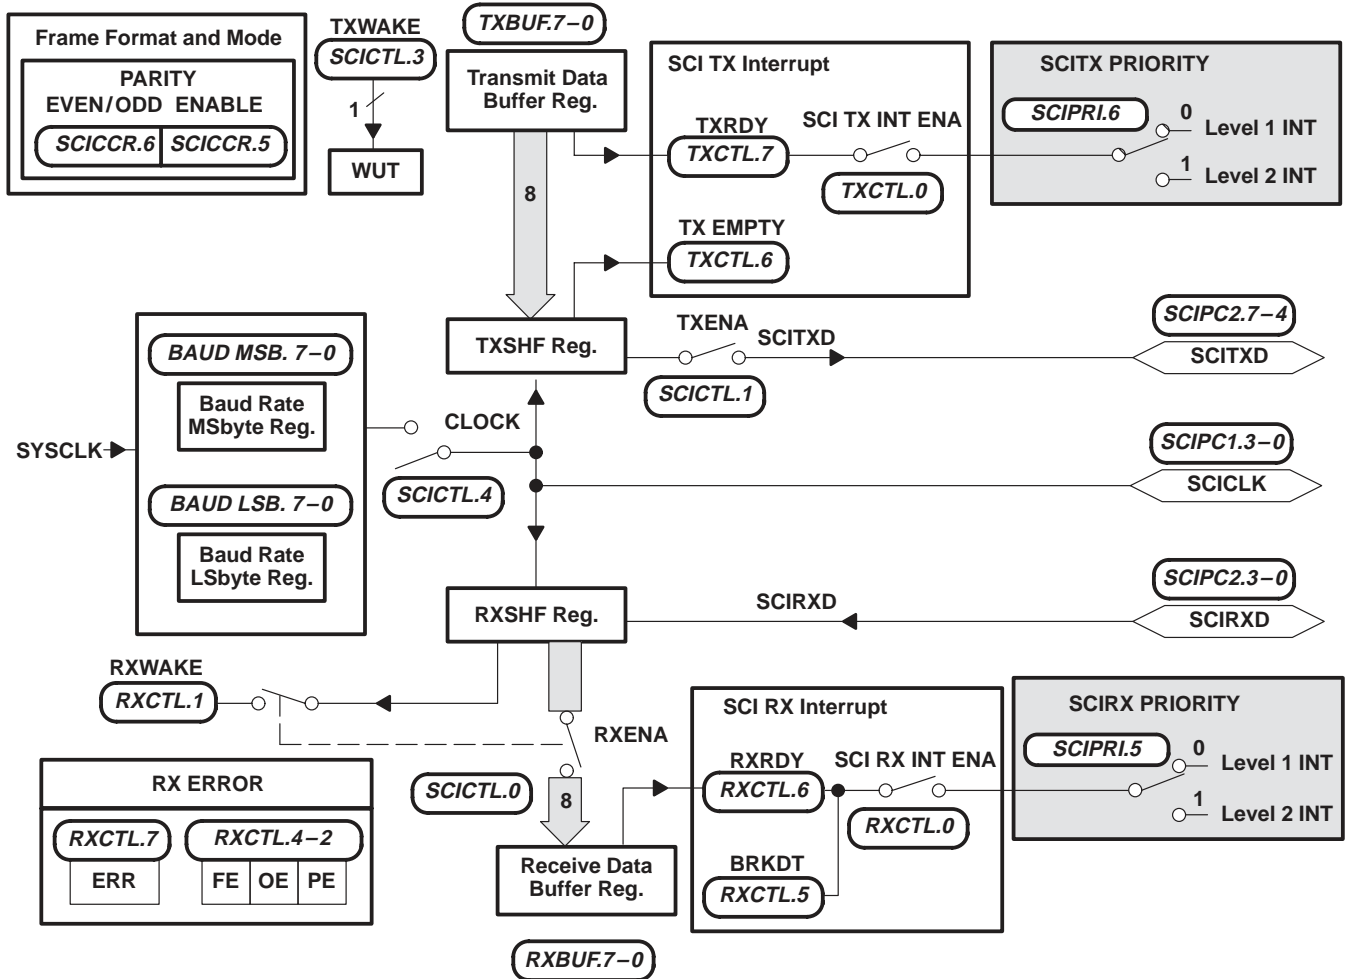 Frame Format and Mode
PARITY
EVEN/ODD ENABLE
SCICCR.6 SCICCR.5
TXWAKE
SCICTL.3
1
WUT
TXBUF.7–0
Transmit Data
Buffer Reg.
8
SCI TX Interrupt
TXRDY
TXCTL.7
SCI TX INT ENA
TXCTL.0
TX EMPTY
TXCTL.6
SCITX PRIORITY
SCIPRI.6
0
Level 1 INT
1
Level 2 INT
SYSCLK
BAUD MSB. 7–0
Baud Rate
MSbyte Reg.
BAUD LSB. 7–0
Baud Rate
LSbyte Reg.
CLOCK
SCICTL.4
TXSHF Reg.
TXENA
SCICTL.1
SCITXD
SCIPC2.7–4
SCITXD
SCIPC1.3–0
SCICLK
SCIPC2.3–0
SCIRXD
SCIRXD
RXSHF Reg.
RXWAKE
RXCTL.1
RXENA
SCICTL.0
8
RX ERROR
RXCTL.7 RXCTL.4–2
ERR FE OE PE
Receive Data
Buffer Reg.
RXBUF.7–0
SCI RX Interrupt
RXRDY
RXCTL.6
SCI RX INT ENA
RXCTL.0
BRKDT
RXCTL.5
SCIRX PRIORITY
SCIPRI.5
0
Level 1 INT
1
Level 2 INT